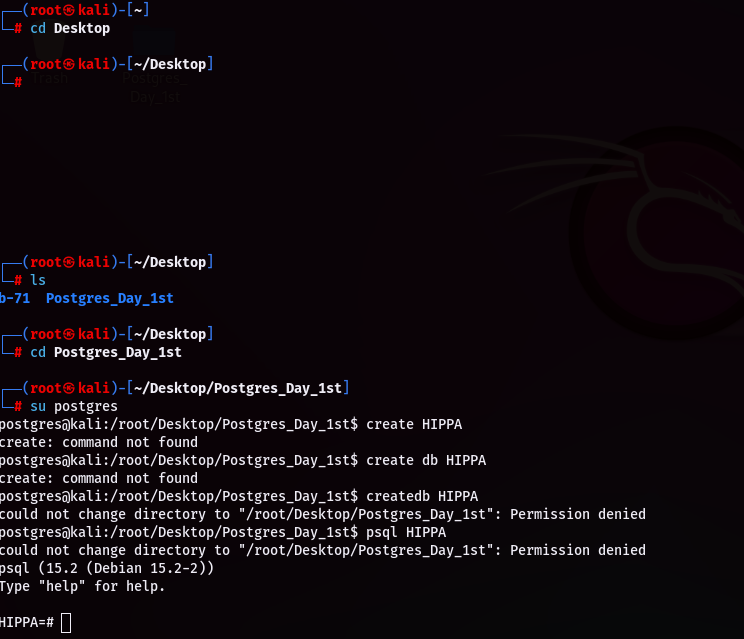 ┌──(root㉿kali)-[~]
└─# cd Desktop
┌──(root㉿kali)-[~/Desktop]
└─#
Trash Postgres_
Day_1st
┌──(root㉿kali)-[~/Desktop]
└─# ls
b-71  Postgres_Day_1st
┌──(root㉿kali)-[~/Desktop]
└─# cd Postgres_Day_1st
┌──(root㉿kali)-[~/Desktop/Postgres_Day_1st]
└─# su postgres
postgres@kali:/root/Desktop/Postgres_Day_1st$ create HIPPA
create: command not found
postgres@kali:/root/Desktop/Postgres_Day_1st$ create db HIPPA
create: command not found
postgres@kali:/root/Desktop/Postgres_Day_1st$ createdb HIPPA
could not change directory to "/root/Desktop/Postgres_Day_1st": Permission denied
postgres@kali:/root/Desktop/Postgres_Day_1st$ psql HIPPA
could not change directory to "/root/Desktop/Postgres_Day_1st": Permission denied
psql (15.2 (Debian 15.2-2))
Type "help" for help.
HIPPA=#